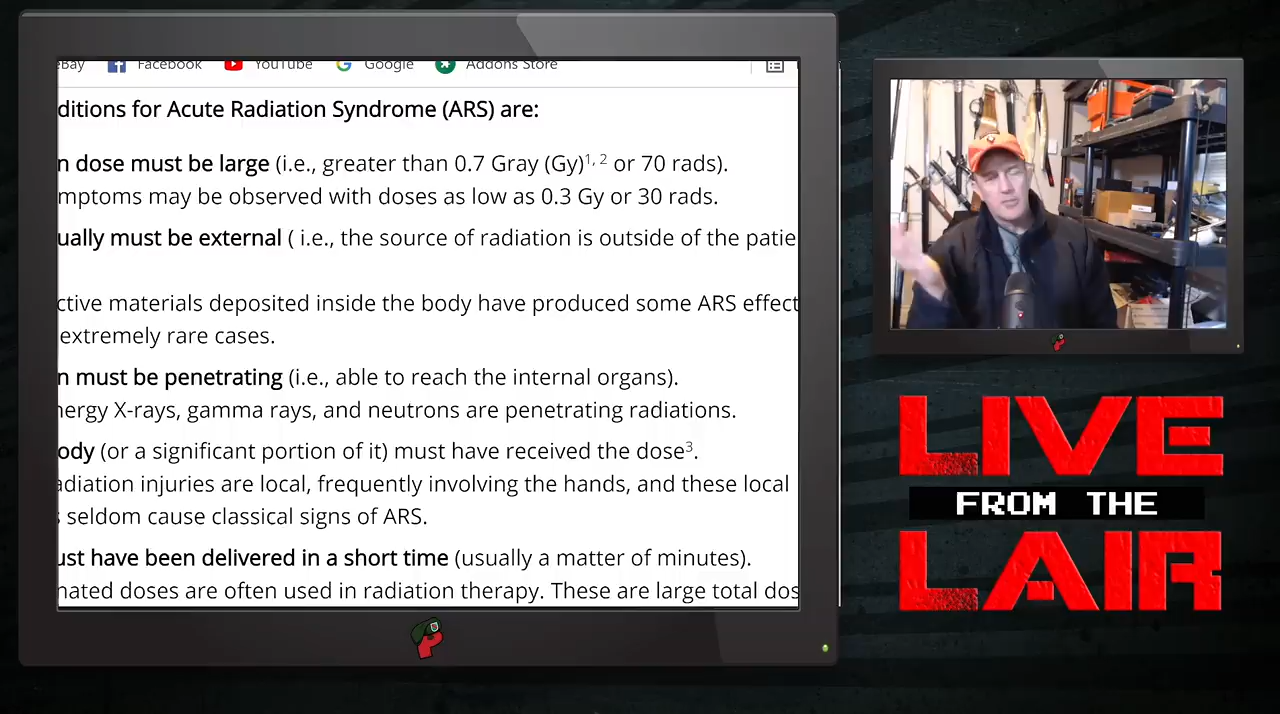 eBay Facebook YouTube Google Addons Store
ditions for Acute Radiation Syndrome (ARS) are:
n dose must be large (i.e., greater than 0.7 Gray (Gy)1, 2 or 70 rads).
mptoms may be observed with doses as low as 0.3 Gy or 30 rads.
ually must be external ( i.e., the source of radiation is outside of the patie
ctive materials deposited inside the body have produced some ARS effect
extremely rare cases.
n must be penetrating (i.e., able to reach the internal organs).
nergy X-rays, gamma rays, and neutrons are penetrating radiations.
ody (or a significant portion of it) must have received the dose3.
adiation injuries are local, frequently involving the hands, and these local
s seldom cause classical signs of ARS.
ust have been delivered in a short time (usually a matter of minutes).
nated doses are often used in radiation therapy. These are large total dos
LIVE
FROM THE
LAIR